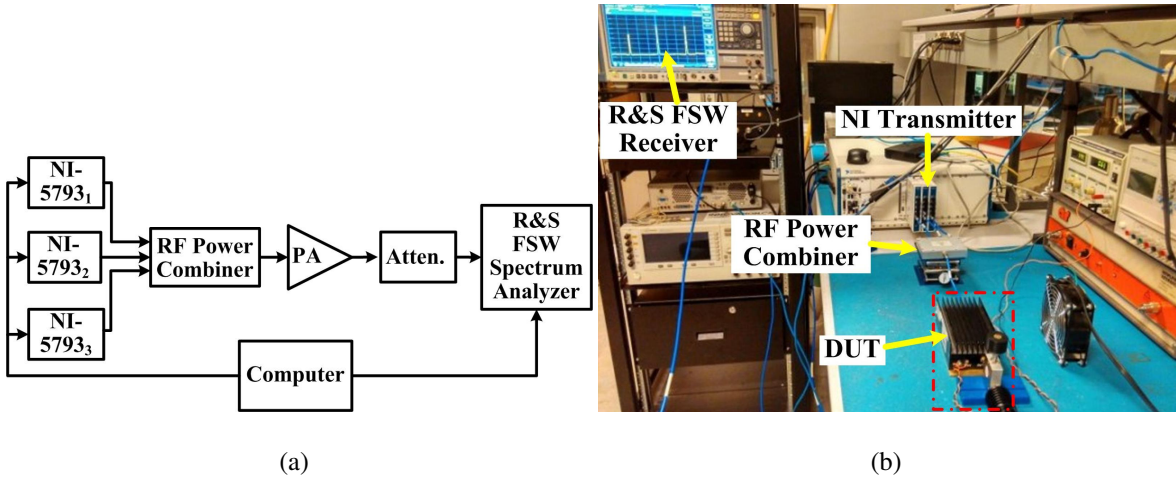 NI-
5793₁
NI-
5793₂
NI-
5793₃
RF Power
Combiner
PA
Atten.
R&S
FSW
Spectrum
Analyzer
Computer
(a)
R&S FSW
Receiver
NI Transmitter
RF Power
Combiner
DUT
(b)